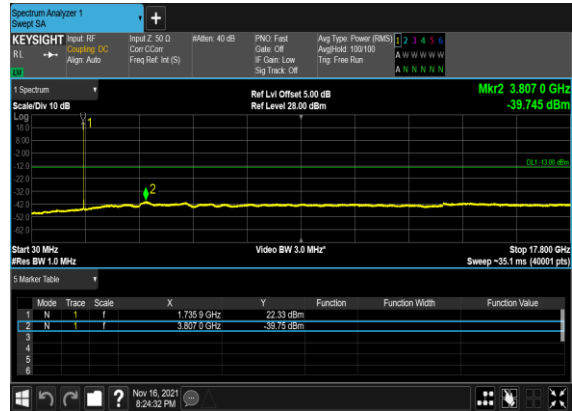 Spectrum Analyzer 1
Swept SA
+
KEYSIGHT Input: RF Input Z: 50 Ω #Atten: 40 dB PNO: Fast Avg Type: Power (RMS) 1 2 3 4 5 6
RL Coupling: DC Corr CCorr Gate: Off Avg|Hold: 100/100 A W W W W W
Align: Auto Freq Ref: Int (S) IF Gain: Low Trig: Free Run
LW Sig Track: Off A N N N N N
1 Spectrum Ref Lvl Offset 5.00 dB Mkr2 3.807 0 GHz
Scale/Div 10 dB Ref Level 28.00 dBm -39.745 dBm
Log
1
18.0
8.00
-2.00
-12.0 DL1 -13.00 dBm
-22.0
-32.0 2
-42.0
-52.0
-62.0
Start 30 MHz Video BW 3.0 MHz* Stop 17.800 GHz
#Res BW 1.0 MHz Sweep ~35.1 ms (40001 pts)
5 Marker Table
Mode Trace Scale X Y Function Function Width Function Value
1 N 1 f 1.735 9 GHz 22.33 dBm
2 N 1 f 3.807 0 GHz -39.75 dBm
3
4
5
6
? Nov 16, 2021
8:24:32 PM